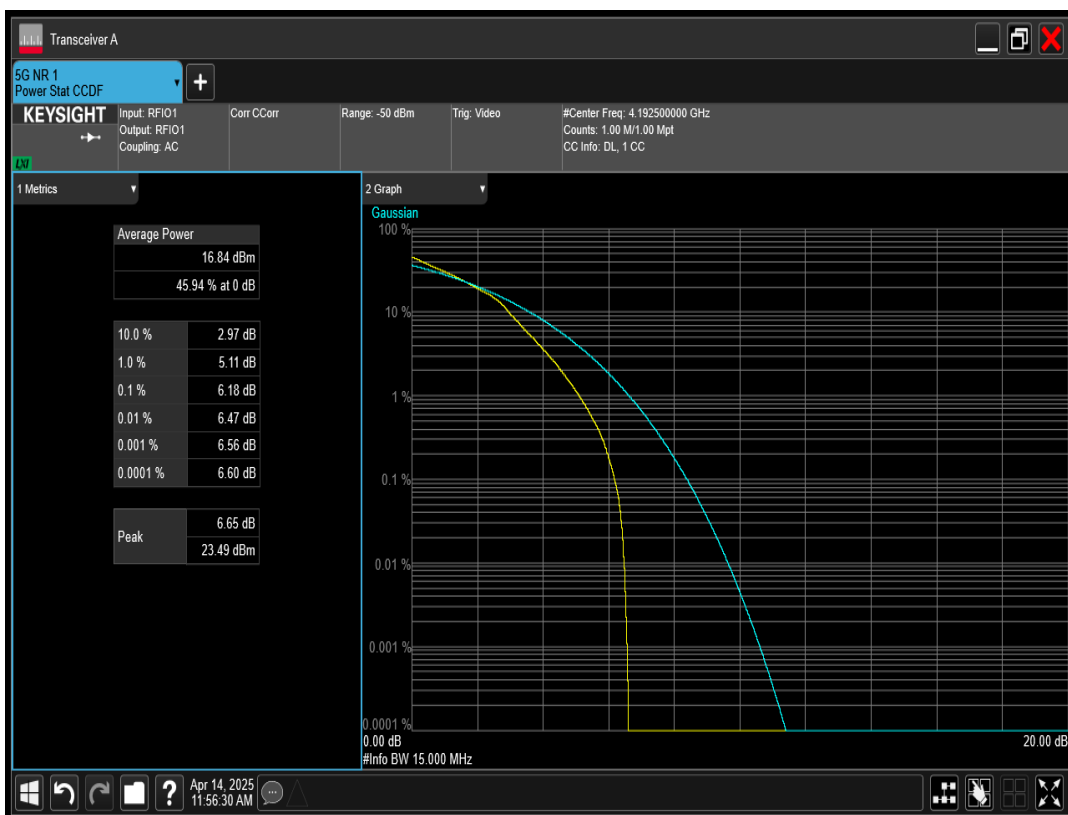 Transceiver A
5G NR 1
Power Stat CCDF
+
KEYSIGHT
LXI
Input: RFIO1
Output: RFIO1
Coupling: AC
Corr CCorr
Range: -50 dBm
Trig: Video
#Center Freq: 4.192500000 GHz
Counts: 1.00 M/1.00 Mpt
CC Info: DL, 1 CC
1 Metrics
Average Power
16.84 dBm
45.94 % at 0 dB
10.0 % 2.97 dB
1.0 % 5.11 dB
0.1 % 6.18 dB
0.01 % 6.47 dB
0.001 % 6.56 dB
0.0001 % 6.60 dB
Peak 6.65 dB
23.49 dBm
2 Graph
Gaussian
100 %
10 %
1 %
0.1 %
0.01 %
0.001 %
0.0001 %
0.00 dB 20.00 dB
#Info BW 15.000 MHz
?
Apr 14, 2025
11:56:30 AM